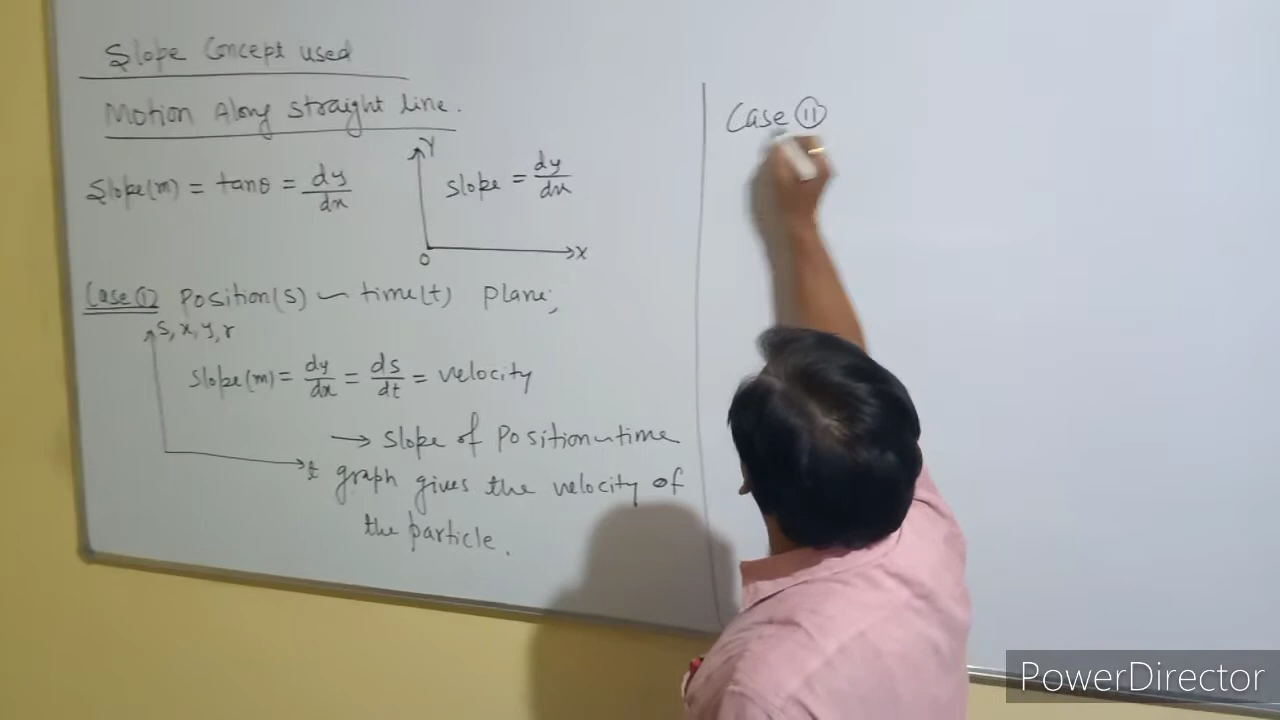 Slope Concept used
Motion Along straight line.
Slope(m) = tanθ = dy/dx
Y
slope = dy/dx
O
X
Case (I) Position(s) ~ time(t) plane;
s, x, y, r
slope(m) = dy/dx = ds/dt = velocity
→ slope of position ~ time
t
graph gives the velocity of
the particle.
Case (II)
PowerDirector